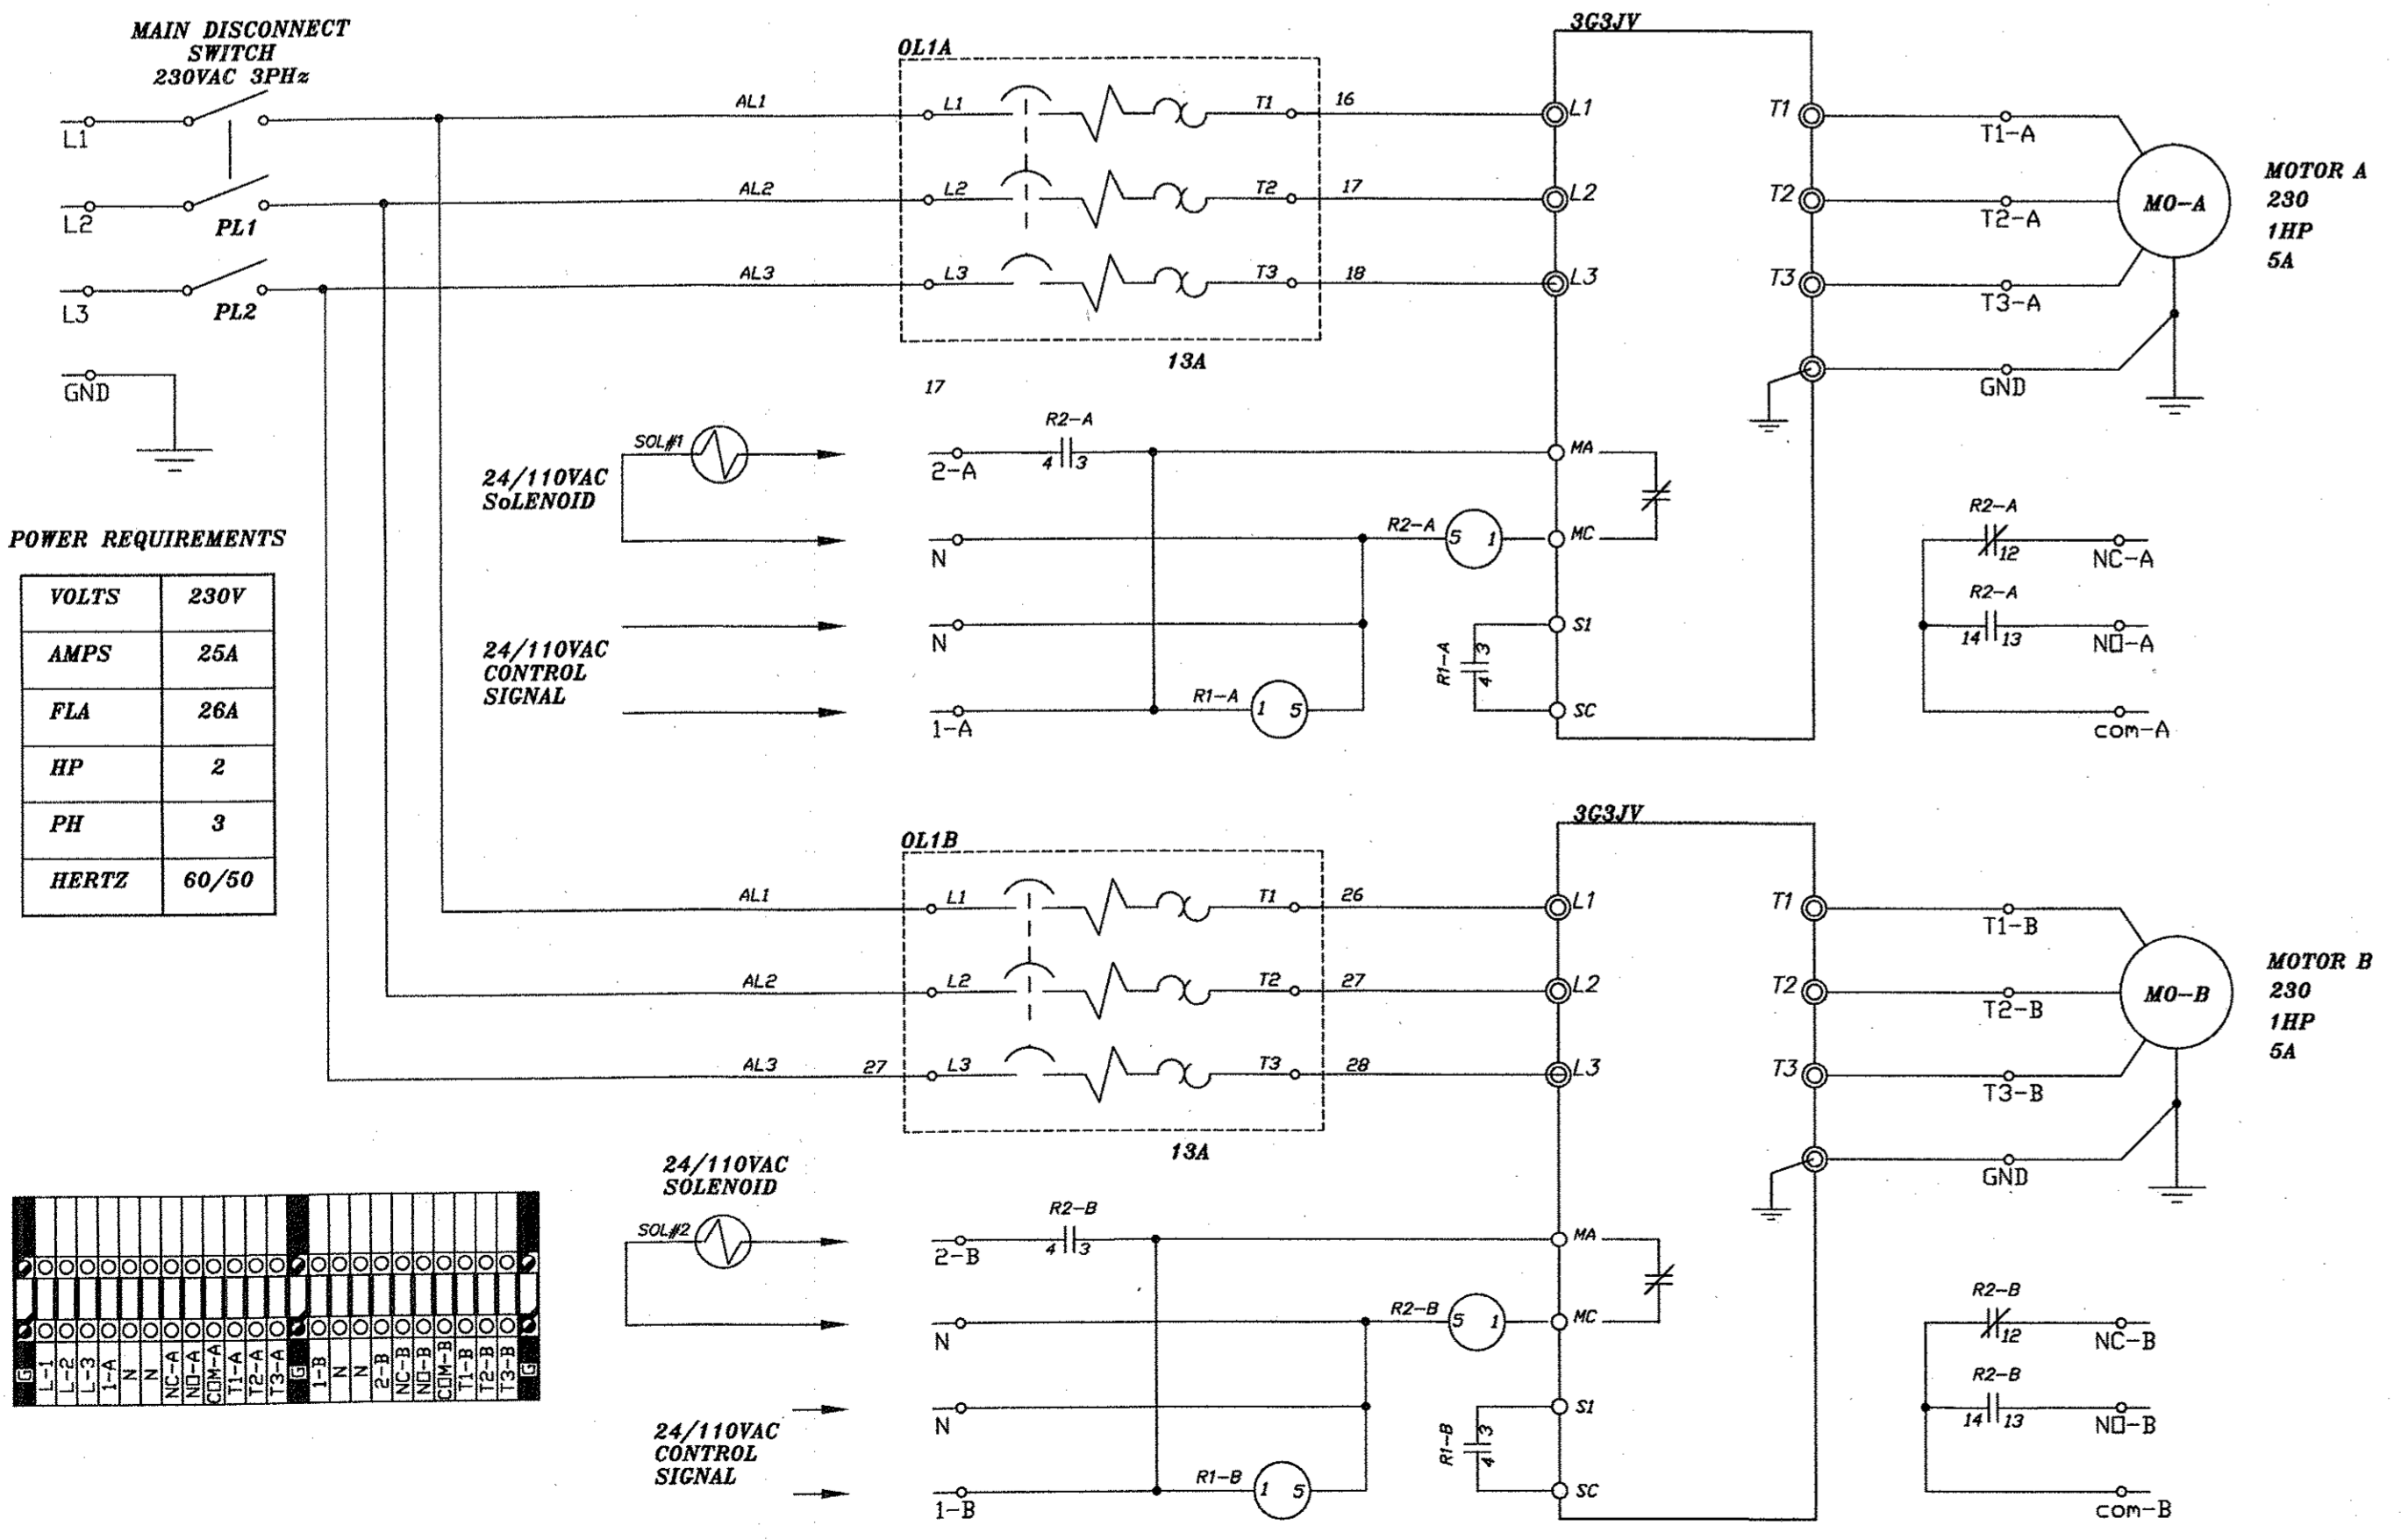 MAIN DISCONNECT
SWITCH
230VAC 3PHz
L1
L2
PL1
L3
PL2
GND
AL1
AL2
AL3
OL1A
L1
T1
16
L2
T2
17
L3
T3
18
13A
17
3G3JV
L1
L2
L3
T1
T2
T3
MA
MC
S1
SC
T1-A
T2-A
T3-A
GND
MO-A
MOTOR A
230
1HP
5A
SOL#1
24/110VAC
SoLENOID
24/110VAC
CONTROL
SIGNAL
R2-A
4 3
2-A
N
R2-A
5 1
N
R1-A
1 5
1-A
R1-A
4 3
R2-A
12
NC-A
R2-A
14 13
NO-A
com-A
POWER REQUIREMENTS
VOLTS 230V
AMPS 25A
FLA 26A
HP 2
PH 3
HERTZ 60/50
AL1
AL2
AL3 27
OL1B
L1
T1
26
L2
T2
27
L3
T3
28
13A
3G3JV
L1
L2
L3
T1
T2
T3
MA
MC
S1
SC
T1-B
T2-B
T3-B
GND
MO-B
MOTOR B
230
1HP
5A
24/110VAC
SOLENOID
SOL#2
24/110VAC
CONTROL
SIGNAL
R2-B
4 3
2-B
N
R2-B
5 1
N
R1-B
1 5
1-B
R1-B
4 3
R2-B
12
NC-B
R2-B
14 13
NO-B
com-B
G
L-1
L-2
L-3
1-A
N
N
NC-A
NO-A
COM-A
T1-A
T2-A
T3-A
G
1-B
N
N
2-B
NC-B
NO-B
COM-B
T1-B
T2-B
T3-B
G